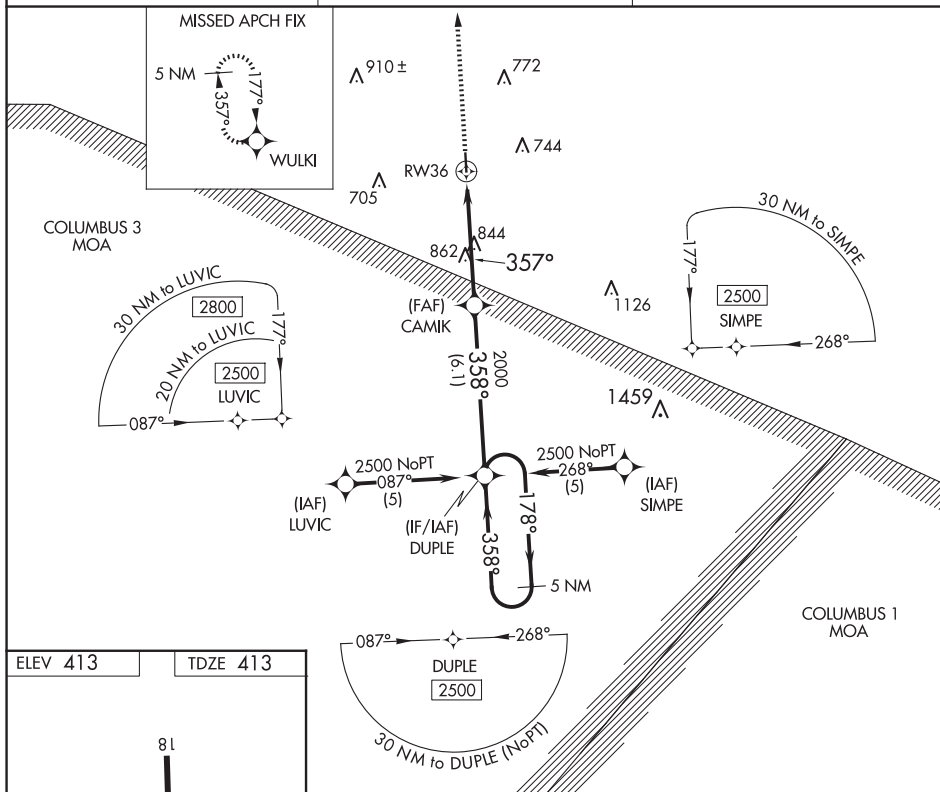 MISSED APCH FIX
5 NM
357°
177°
WULKI
910 ±
772
744
RW36
705
COLUMBUS 3
MOA
844
862
357°
30 NM to SIMPE
177°
2500
SIMPE
268°
1126
(FAF)
CAMIK
30 NM to LUVIC
2800
177°
20 NM to LUVIC
2500
LUVIC
087°
2000
358°
(6.1)
1459
2500 NoPT
087°
(5)
(IAF)
LUVIC
2500 NoPT
268°
(5)
(IAF)
SIMPE
(IF/IAF)
DUPLE
178°
358°
5 NM
COLUMBUS 1
MOA
087°
268°
DUPLE
2500
30 NM to DUPLE (NoPT)
ELEV 413
TDZE 413
18